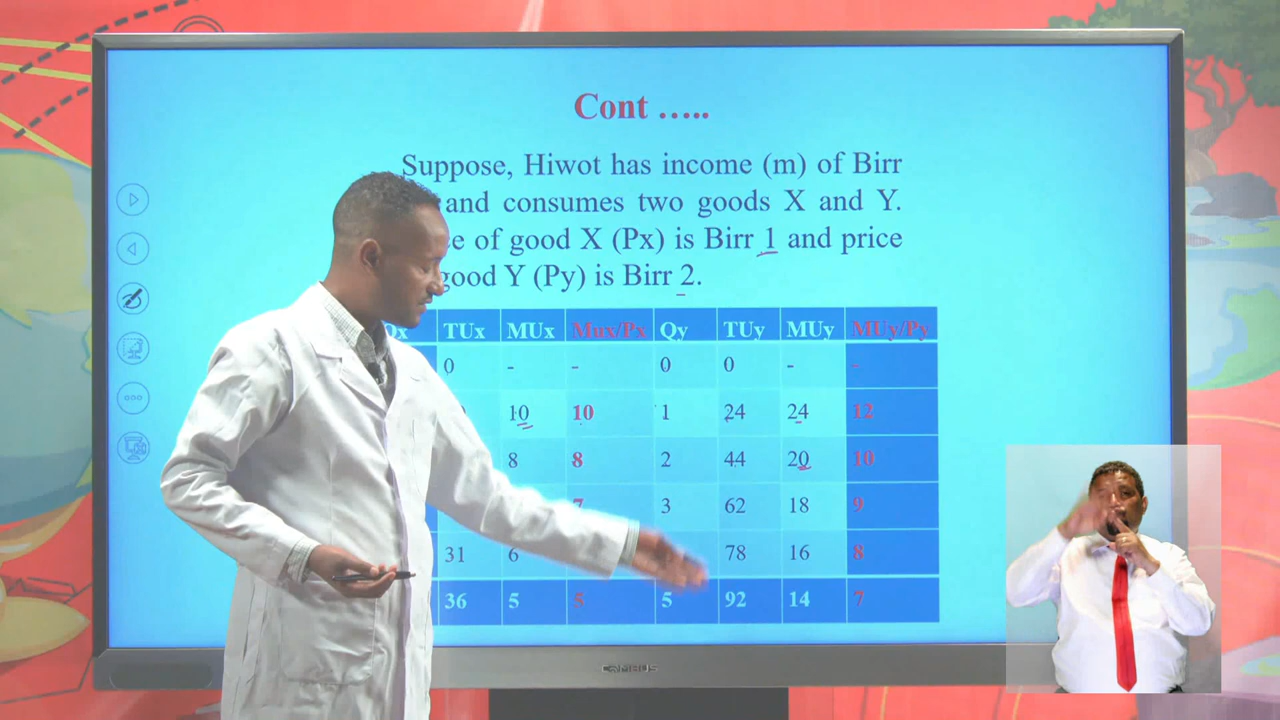 Cont …..
Suppose, Hiwot has income (m) of Birr
and consumes two goods X and Y.
of good X (Px) is Birr 1 and price
good Y (Py) is Birr 2.
Qx TUx MUx Mux/Px Qy TUy MUy MUy/Py
0 - - 0 0 - -
10 10 1 24 24 12
8 8 2 44 20 10
7 3 62 18 9
31 6 78 16 8
36 5 5 5 92 14 7
CAMBUS